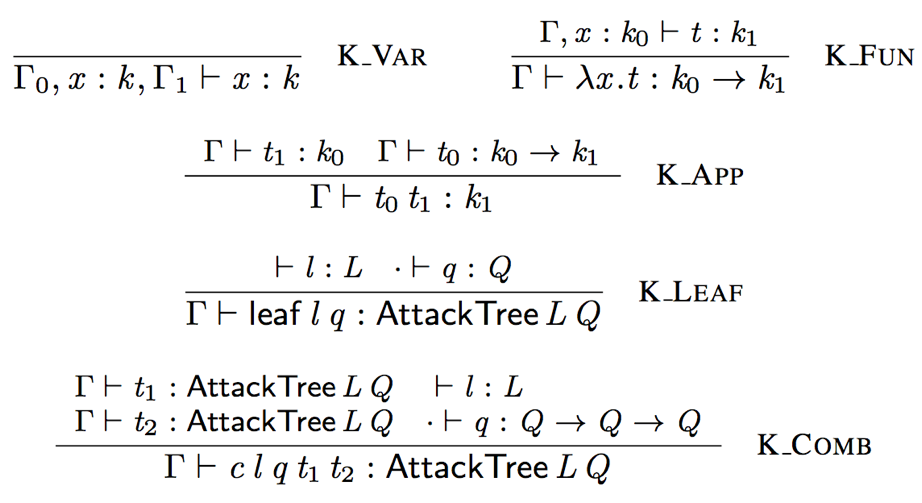 Γ, x : k₀ ⊢ t : k₁
Γ₀, x : k, Γ₁ ⊢ x : k K_VAR
Γ ⊢ λx.t : k₀ → k₁ K_FUN
Γ ⊢ t₁ : k₀ Γ ⊢ t₀ : k₀ → k₁
Γ ⊢ t₀ t₁ : k₁ K_APP
⊢ l : L · ⊢ q : Q
Γ ⊢ leaf l q : AttackTree L Q K_LEAF
Γ ⊢ t₁ : AttackTree L Q ⊢ l : L
Γ ⊢ t₂ : AttackTree L Q · ⊢ q : Q → Q → Q
Γ ⊢ c l q t₁ t₂ : AttackTree L Q K_COMB